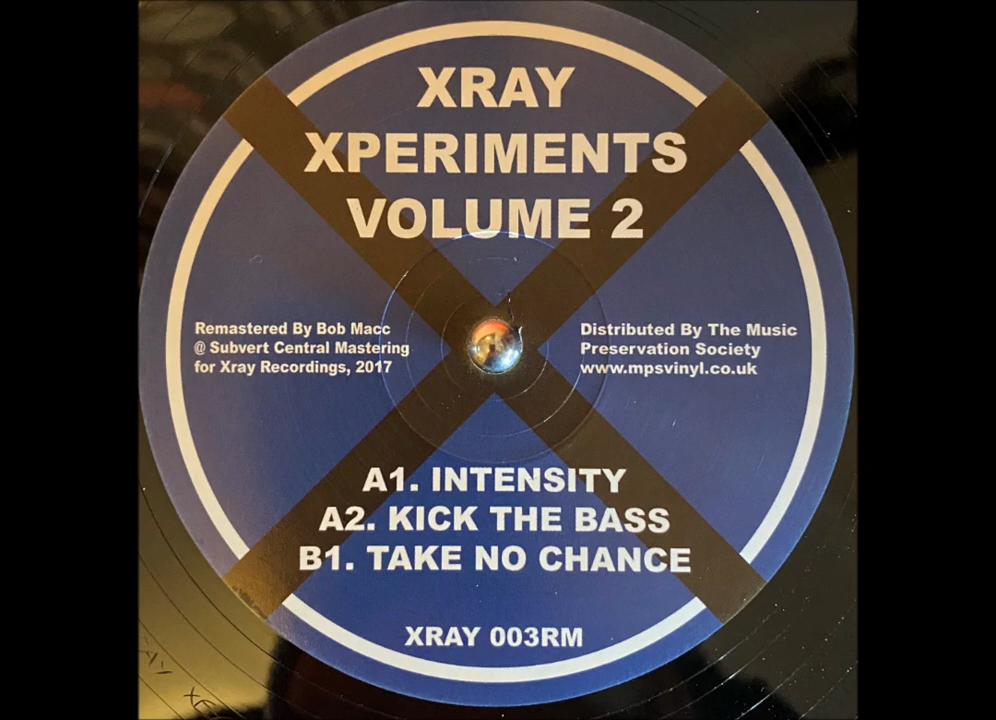 XRAY
XPERIMENTS
VOLUME 2
Remastered By Bob Macc
@ Subvert Central Mastering
for Xray Recordings, 2017
Distributed By The Music
Preservation Society
www.mpsvinyl.co.uk
A1. INTENSITY
A2. KICK THE BASS
B1. TAKE NO CHANCE
XRAY 003RM